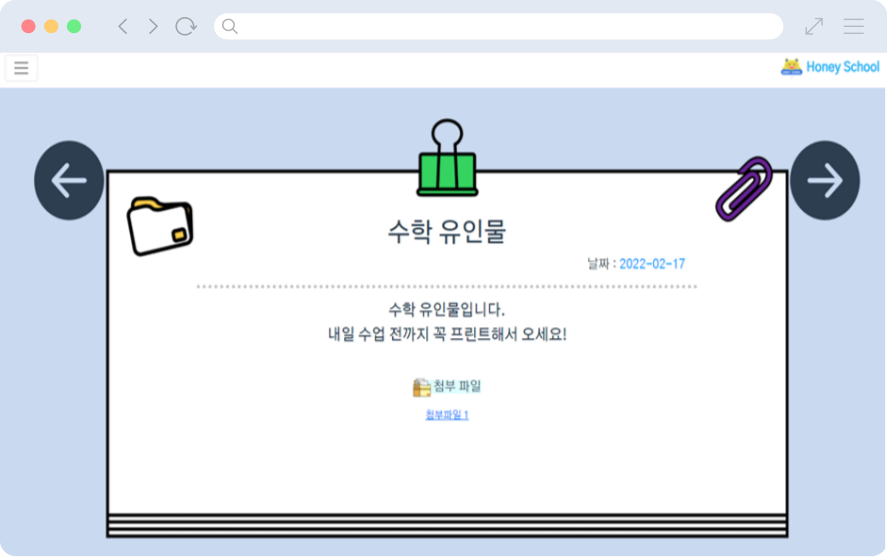 Honey School
수학 유인물
날짜 : 2022-02-17
수학 유인물입니다.
내일 수업 전까지 꼭 프린트해서 오세요!
첨부 파일
첨부파일 1